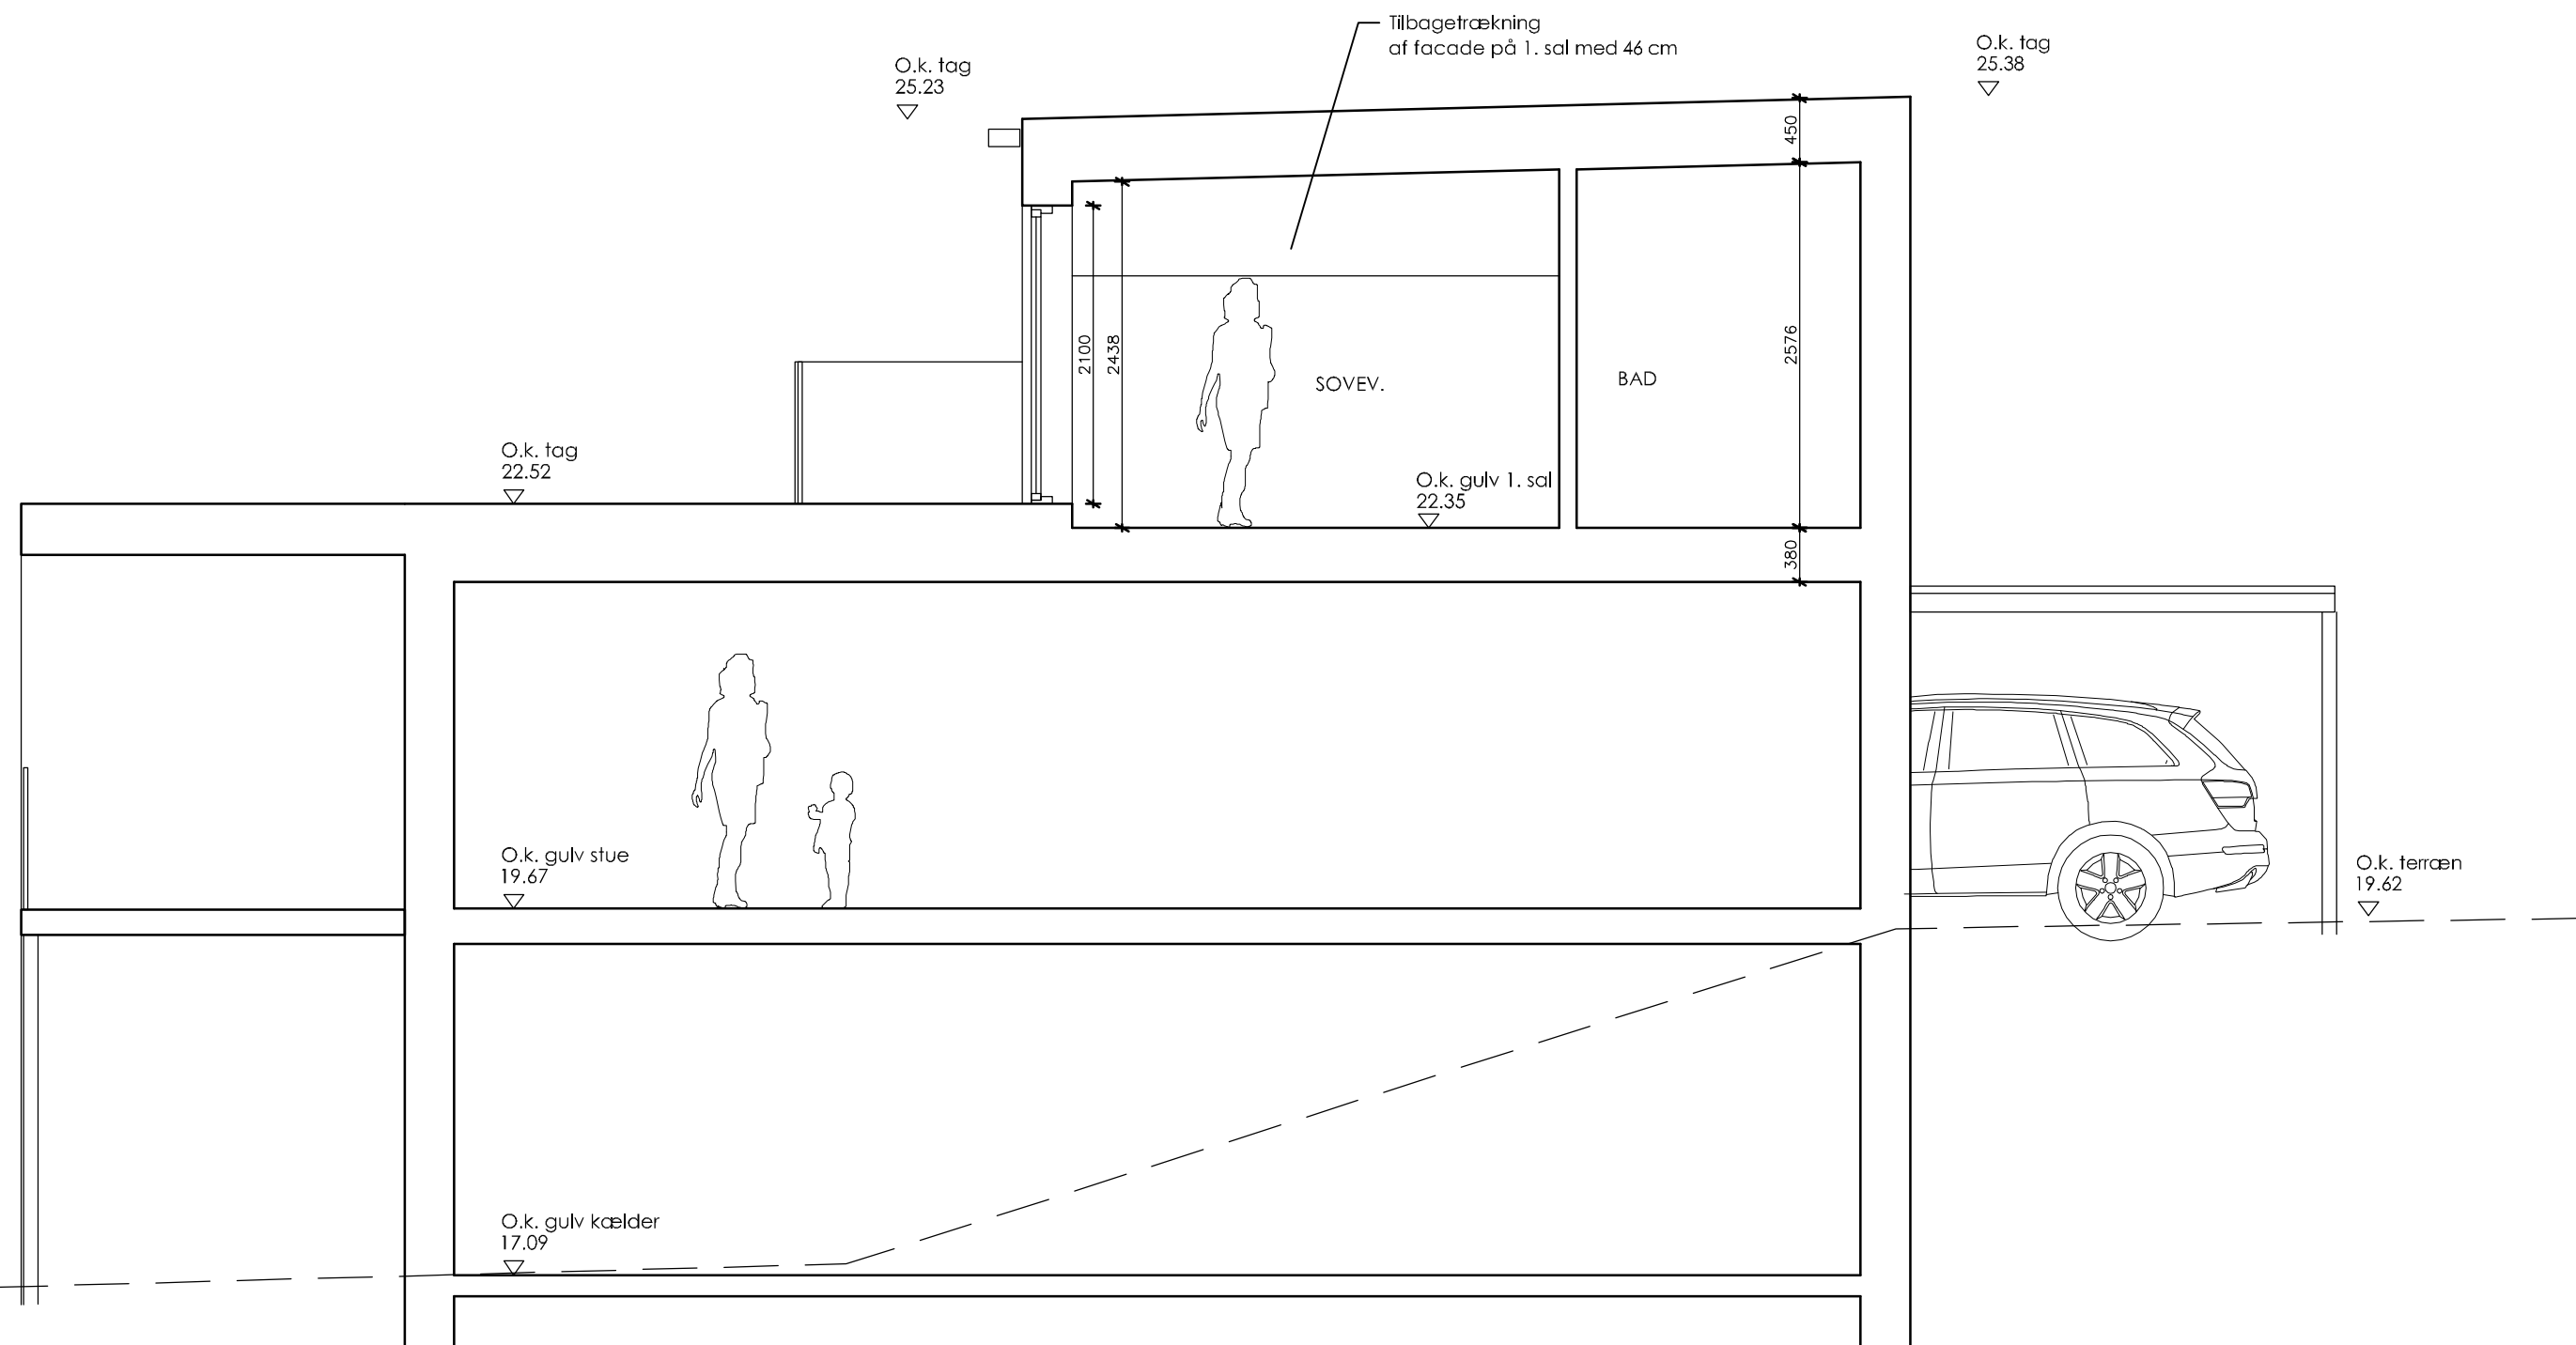 Tilbagetrækning
af facade på 1. sal med 46 cm
O.k. tag
25.23
O.k. tag
25.38
450
2100
2438
2576
SOVEV.
BAD
O.k. tag
22.52
O.k. gulv 1. sal
22.35
380
O.k. gulv stue
19.67
O.k. terræn
19.62
O.k. gulv kælder
17.09